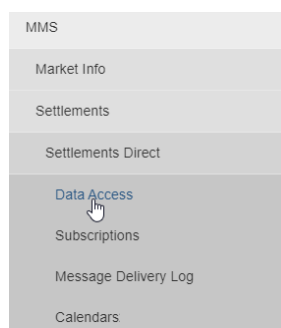 MMS
Market Info
Settlements
Settlements Direct
Data Access
Subscriptions
Message Delivery Log
Calendars